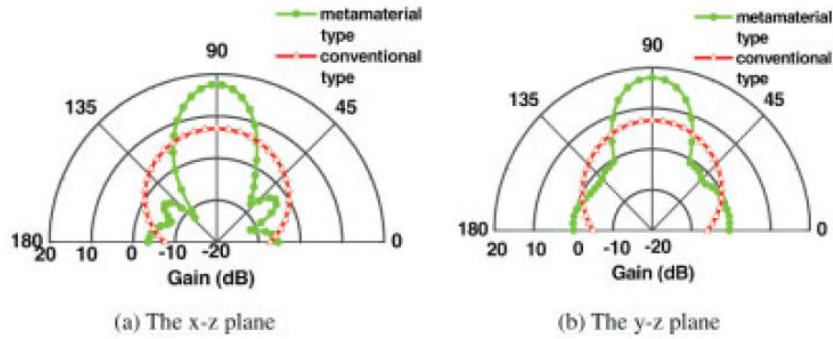 metamaterial
type
conventional
type
90
135
45
180
0
20 10 0 -10 -20
Gain (dB)
(a) The x-z plane
metamaterial
type
conventional
type
90
135
45
180
0
20 10 0 -10 -20
Gain (dB)
(b) The y-z plane